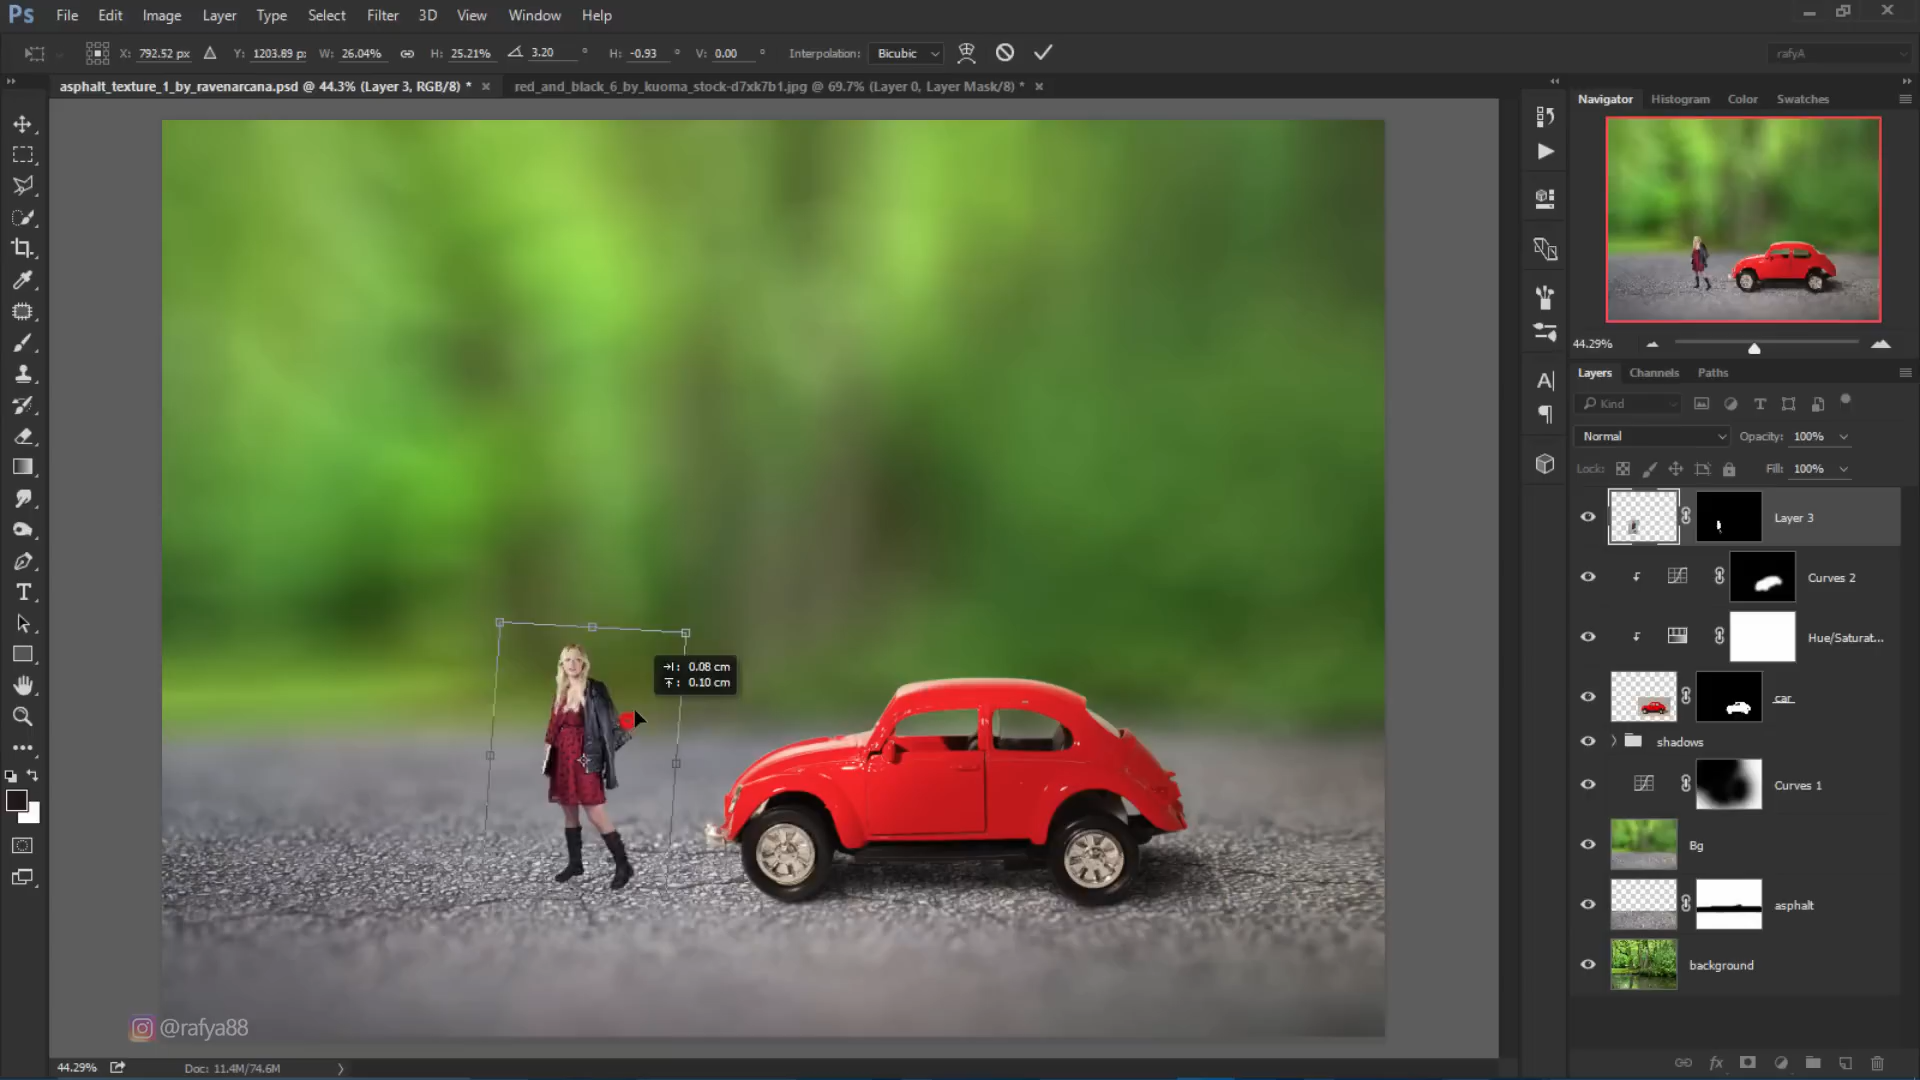 Ps File Edit Image Layer Type Select Filter 3D View Window Help
X: 792.52 px Y: 1203.89 px W: 26.04% H: 25.21% 3.20 ° H: -0.93 ° V: 0.00 ° Interpolation: Bicubic rafyA
asphalt_texture_1_by_ravenarcana.psd @ 44.3% (Layer 3, RGB/8) * × red_and_black_6_by_kuoma_stock-d7xk7b1.jpg @ 69.7% (Layer 0, Layer Mask/8) * ×
Navigator Histogram Color Swatches
44.29%
Layers Channels Paths
Kind
Normal Opacity: 100%
Lock: Fill: 100%
Layer 3
Curves 2
Hue/Saturat...
car
shadows
Curves 1
Bg
asphalt
background
0.08 cm
0.10 cm
@rafya88
44.29% Doc: 11.4M/74.6M